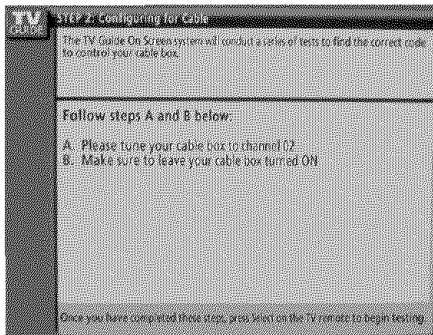 TV
GUIDE
STEP 2: Configuring for Cable
The TV Guide On Screen system will conduct a series of tests to find the correct code
to control your cable box.
Follow steps A and B below:
A. Please tune your cable box to channel 02
B. Make sure to leave your cable box turned ON
Once you have completed these steps, press Select on the TV remote to begin testing.